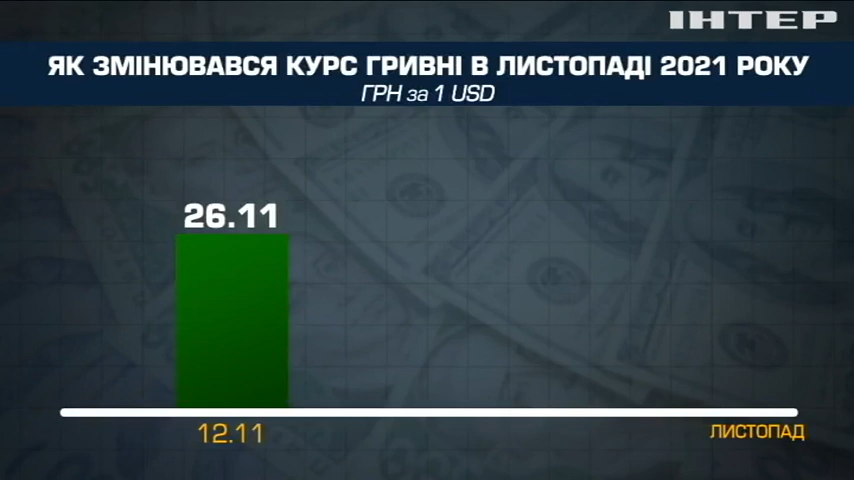 ІНТЕР
ЯК ЗМІНЮВАВСЯ КУРС ГРИВНІ В ЛИСТОПАДІ 2021 РОКУ
ГРН за 1 USD
26.11
12.11
ЛИСТОПАД